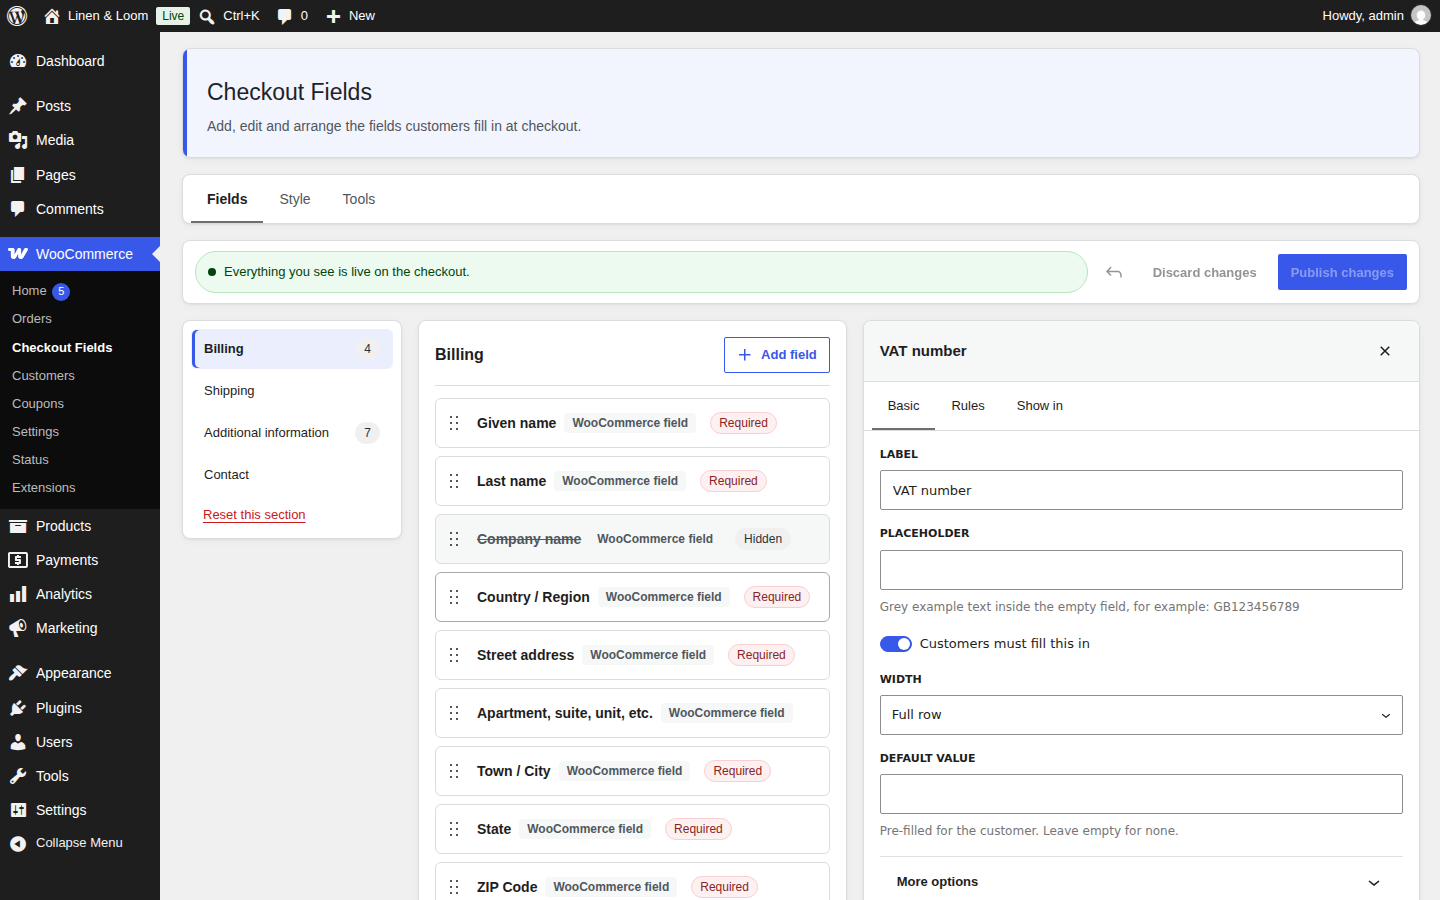 Linen & Loom Live Ctrl+K 0 New Howdy, admin
Dashboard
Posts
Media
Pages
Comments
WooCommerce
Home 5
Orders
Checkout Fields
Customers
Coupons
Settings
Status
Extensions
Products
Payments
Analytics
Marketing
Appearance
Plugins
Users
Tools
Settings
Collapse Menu
Checkout Fields
Add, edit and arrange the fields customers fill in at checkout.
Fields Style Tools
Everything you see is live on the checkout. Discard changes Publish changes
Billing 4
Shipping
Additional information 7
Contact
Reset this section
Billing Add field
Given name WooCommerce field Required
Last name WooCommerce field Required
Company name WooCommerce field Hidden
Country / Region WooCommerce field Required
Street address WooCommerce field Required
Apartment, suite, unit, etc. WooCommerce field
Town / City WooCommerce field Required
State WooCommerce field Required
ZIP Code WooCommerce field Required
VAT number
Basic Rules Show in
LABEL
VAT number
PLACEHOLDER
Grey example text inside the empty field, for example: GB123456789
Customers must fill this in
WIDTH
Full row
DEFAULT VALUE
Pre-filled for the customer. Leave empty for none.
More options